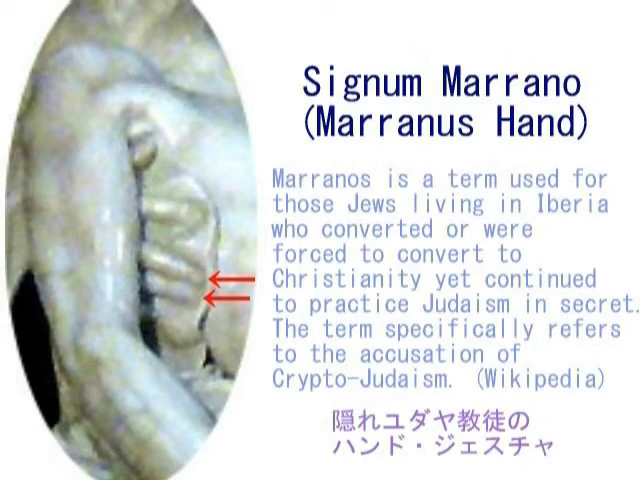 Signum Marrano
(Marranus Hand)
Marranos is a term used for
those Jews living in Iberia
who converted or were
forced to convert to
Christianity yet continued
to practice Judaism in secret.
The term specifically refers
to the accusation of
Crypto-Judaism. (Wikipedia)
隠れユダヤ教徒の
ハンド・ジェスチャ